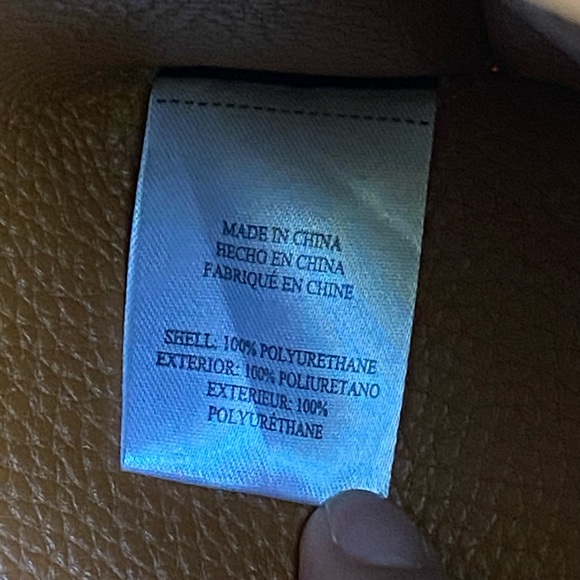 MADE IN CHINA
HECHO EN CHINA
FABRIQUÉ EN CHINE
SHELL: 100% POLYURETHANE
EXTERIOR: 100% POLIURETANO
EXTERIEUR: 100%
POLYURÉTHANE